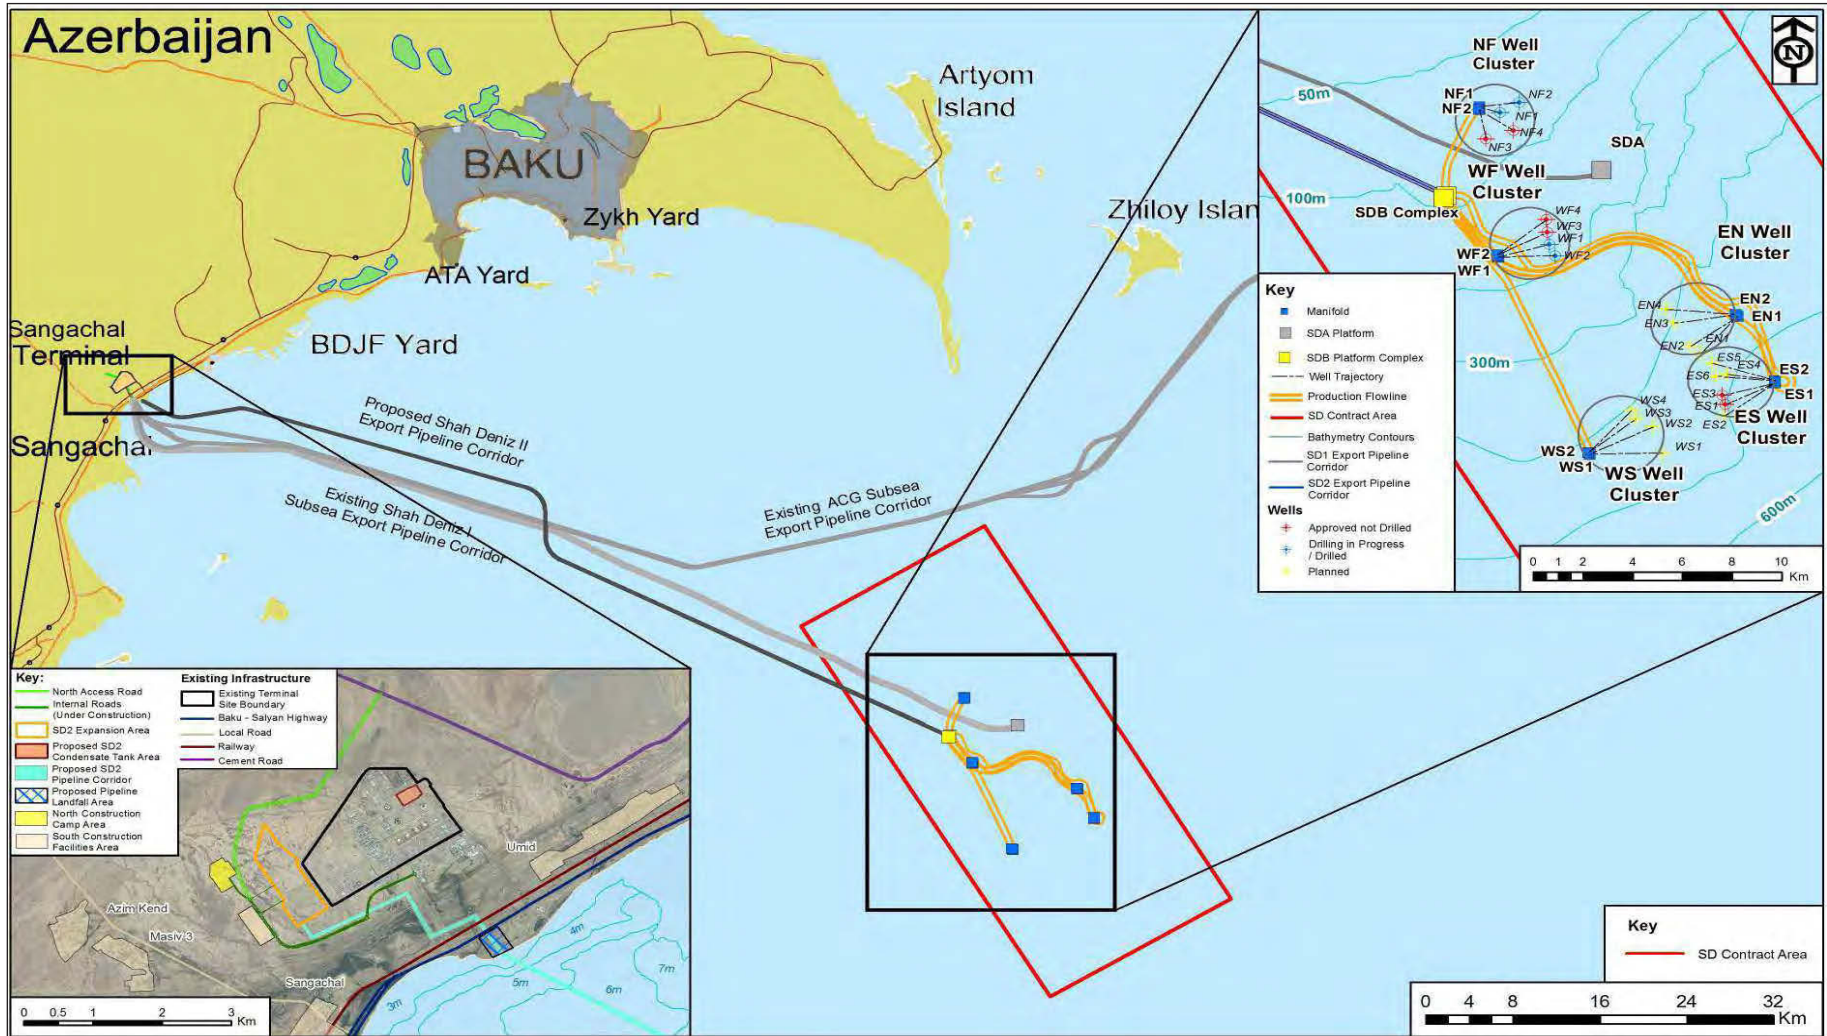 Azerbaijan
BAKU
Artyom
Island
Zhiloy Islan
Zykh Yard
ATA Yard
BDJF Yard
Sangachal
Terminal
Sangachal
Proposed Shah Deniz II
Export Pipeline Corridor
Existing Shah Deniz I
Subsea Export Pipeline Corridor
Existing ACG Subsea
Export Pipeline Corridor
NF Well
Cluster
N
50m
NF1
NF2
NF2
NF1
NF4
NF3
SDA
WF Well
Cluster
100m
SDB Complex
WF4
WF3
WF1
WF2
WF2
WF1
EN Well
Cluster
EN4
EN3
EN2
EN1
EN2
EN1
300m
ES5
ES4
ES6
ES3
ES1
ES2
ES2
ES1
ES Well
Cluster
WS4
WS3
WS2
WS1
WS2
WS1
WS Well
Cluster
600m
Key
Manifold
SDA Platform
SDB Platform Complex
Well Trajectory
Production Flowline
SD Contract Area
Bathymetry Contours
SD1 Export Pipeline
Corridor
SD2 Export Pipeline
Corridor
Wells
Approved not Drilled
Drilling in Progress
/ Drilled
Planned
0 1 2 4 6 8 10
Km
Key:
North Access Road
Internal Roads
(Under Construction)
SD2 Expansion Area
Proposed SD2
Condensate Tank Area
Proposed SD2
Pipeline Corridor
Proposed Pipeline
Landfall Area
North Construction
Camp Area
South Construction
Facilities Area
Existing Infrastructure
Existing Terminal
Site Boundary
Baku - Salyan Highway
Local Road
Railway
Cement Road
Umid
Azim Kend
Masiv 3
Sangachal
3m
4m
5m
6m
7m
0 0.5 1 2 3
Km
Key
SD Contract Area
0 4 8 16 24 32
Km